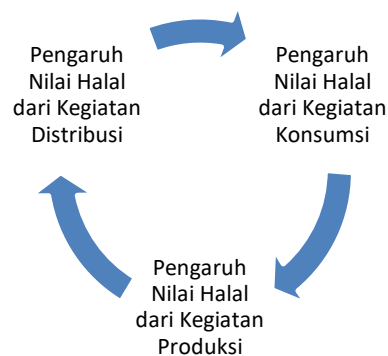 Pengaruh
Nilai Halal
dari Kegiatan
Distribusi
Pengaruh
Nilai Halal
dari Kegiatan
Konsumsi
Pengaruh
Nilai Halal
dari Kegiatan
Produksi